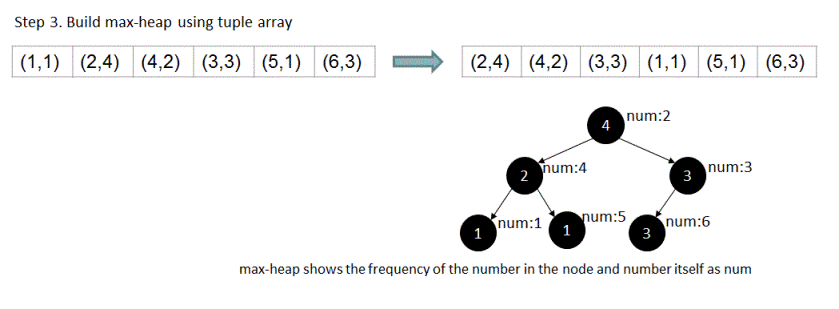 Step 3. Build max-heap using tuple array
(1,1) (2,4) (4,2) (3,3) (5,1) (6,3) (2,4) (4,2) (3,3) (1,1) (5,1) (6,3)
4 num:2
2 num:4 3 num:3
1 num:1 1 num:5 3 num:6
max-heap shows the frequency of the number in the node and number itself as num